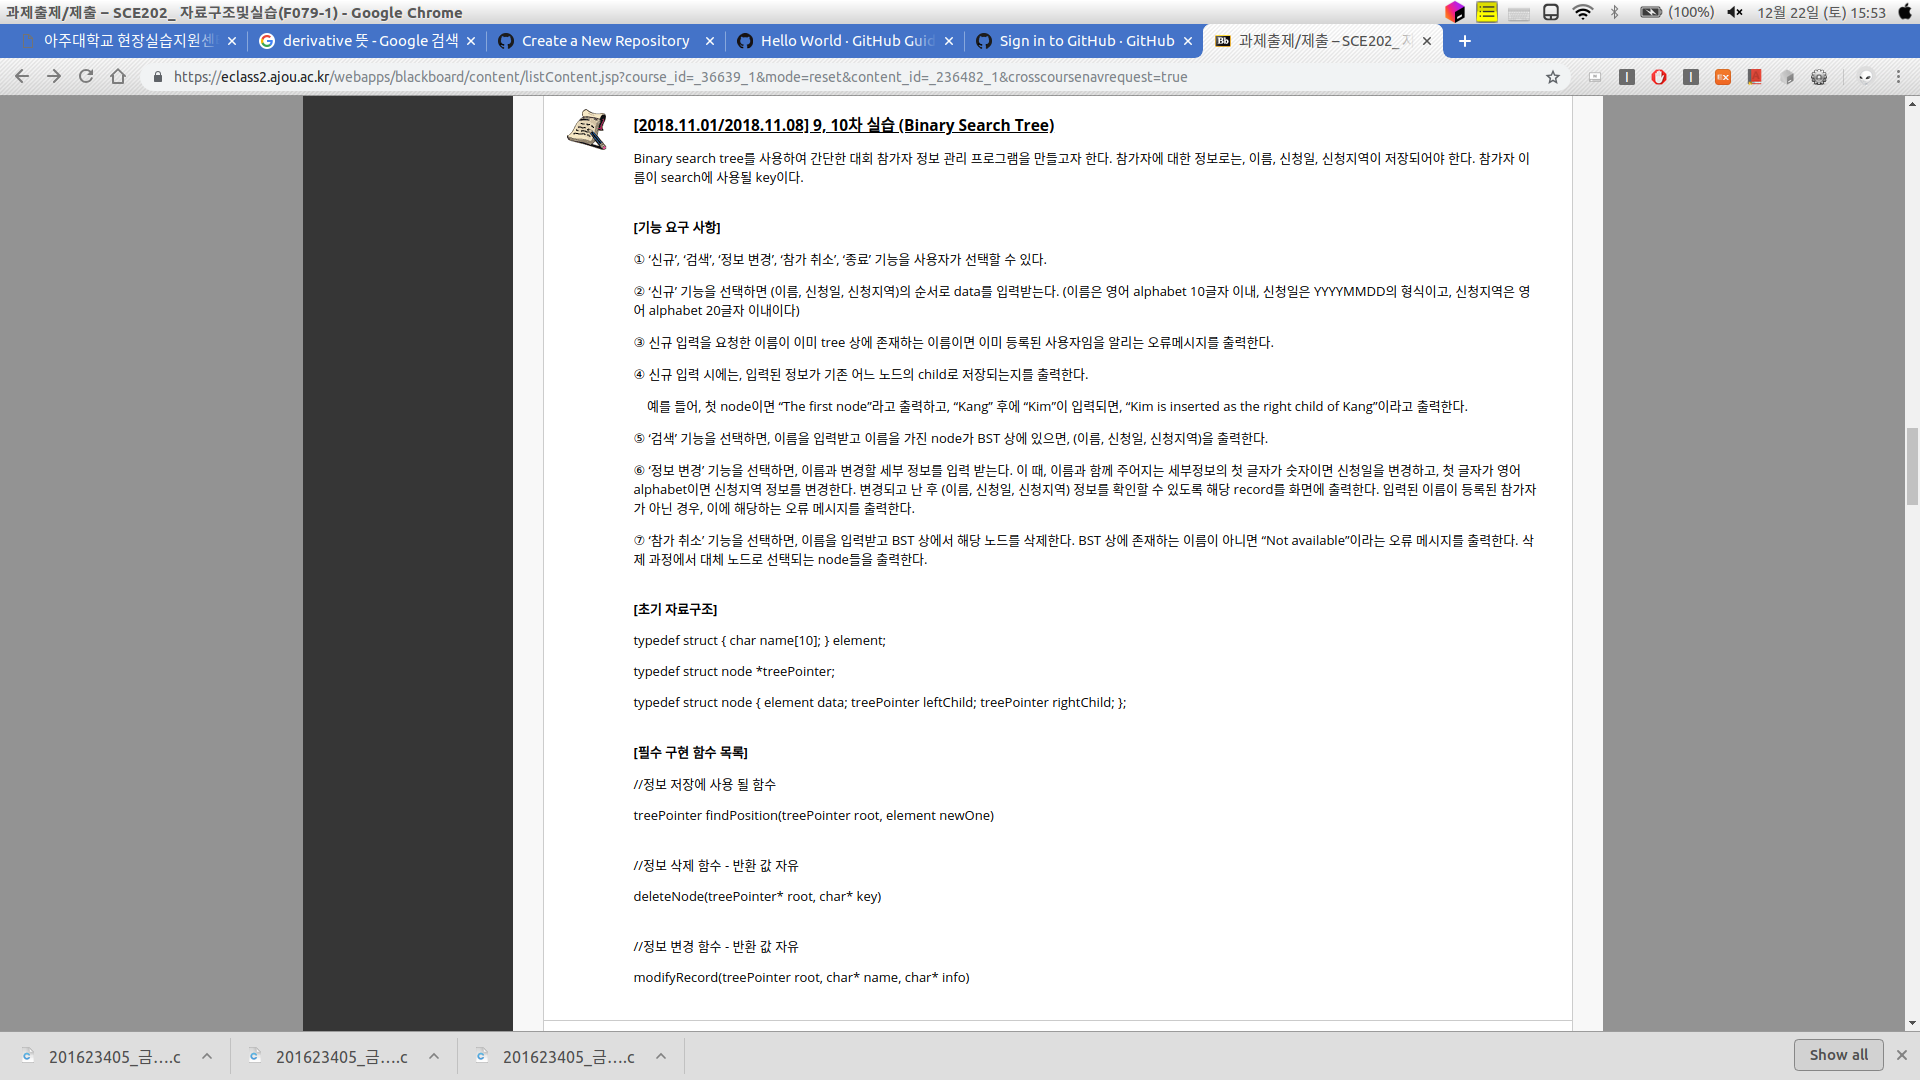 과제출제/제출 – SCE202_ 자료구조및실습(F079-1) - Google Chrome
(100%)
12월 22일 (토) 15:53
아주대학교 현장실습지원센
derivative 뜻 - Google 검색
Create a New Repository
Hello World · GitHub Guid
Sign in to GitHub · GitHub
과제출제/제출 – SCE202_ 자
https://eclass2.ajou.ac.kr/webapps/blackboard/content/listContent.jsp?course_id=_36639_1&mode=reset&content_id=_236482_1&crosscoursenavrequest=true
[2018.11.01/2018.11.08] 9, 10차 실습 (Binary Search Tree)
Binary search tree를 사용하여 간단한 대회 참가자 정보 관리 프로그램을 만들고자 한다. 참가자에 대한 정보로는, 이름, 신청일, 신청지역이 저장되어야 한다. 참가자 이
름이 search에 사용될 key이다.
[기능 요구 사항]
① ‘신규’, ‘검색’, ‘정보 변경’, ‘참가 취소’, ‘종료’ 기능을 사용자가 선택할 수 있다.
② ‘신규’ 기능을 선택하면 (이름, 신청일, 신청지역)의 순서로 data를 입력받는다. (이름은 영어 alphabet 10글자 이내, 신청일은 YYYYMMDD의 형식이고, 신청지역은 영
어 alphabet 20글자 이내이다)
③ 신규 입력을 요청한 이름이 이미 tree 상에 존재하는 이름이면 이미 등록된 사용자임을 알리는 오류메시지를 출력한다.
④ 신규 입력 시에는, 입력된 정보가 기존 어느 노드의 child로 저장되는지를 출력한다.
예를 들어, 첫 node이면 “The first node”라고 출력하고, “Kang” 후에 “Kim”이 입력되면, “Kim is inserted as the right child of Kang”이라고 출력한다.
⑤ ‘검색’ 기능을 선택하면, 이름을 입력받고 이름을 가진 node가 BST 상에 있으면, (이름, 신청일, 신청지역)을 출력한다.
⑥ ‘정보 변경’ 기능을 선택하면, 이름과 변경할 세부 정보를 입력 받는다. 이 때, 이름과 함께 주어지는 세부정보의 첫 글자가 숫자이면 신청일을 변경하고, 첫 글자가 영어
alphabet이면 신청지역 정보를 변경한다. 변경되고 난 후 (이름, 신청일, 신청지역) 정보를 확인할 수 있도록 해당 record를 화면에 출력한다. 입력된 이름이 등록된 참가자
가 아닌 경우, 이에 해당하는 오류 메시지를 출력한다.
⑦ ‘참가 취소’ 기능을 선택하면, 이름을 입력받고 BST 상에서 해당 노드를 삭제한다. BST 상에 존재하는 이름이 아니면 “Not available”이라는 오류 메시지를 출력한다. 삭
제 과정에서 대체 노드로 선택되는 node들을 출력한다.
[초기 자료구조]
typedef struct { char name[10]; } element;
typedef struct node *treePointer;
typedef struct node { element data; treePointer leftChild; treePointer rightChild; };
[필수 구현 함수 목록]
//정보 저장에 사용 될 함수
treePointer findPosition(treePointer root, element newOne)
//정보 삭제 함수 - 반환 값 자유
deleteNode(treePointer* root, char* key)
//정보 변경 함수 - 반환 값 자유
modifyRecord(treePointer root, char* name, char* info)
201623405_금….c
201623405_금….c
201623405_금….c
Show all